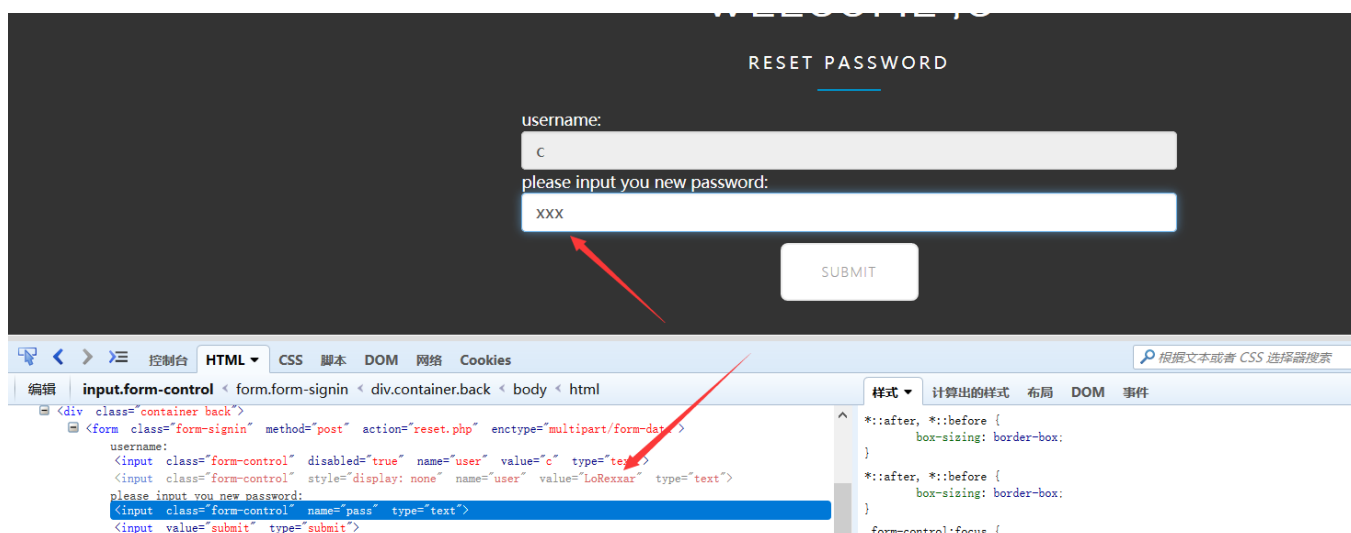 RESET PASSWORD
username:
c
please input you new password:
xxx
SUBMIT
控制台 HTML CSS 脚本 DOM 网络 Cookies
根据文本或者 CSS 选择器搜索
编辑 input.form-control < form.form-signin < div.container.back < body < html
样式 计算出的样式 布局 DOM 事件
<div class="container back">
<form class="form-signin" method="post" action="reset.php" enctype="multipart/form-data">
username:
<input class="form-control" disabled="true" name="user" value="c" type="text">
<input class="form-control" style="display: none" name="user" value="LoRexxar" type="text">
please input you new password:
<input class="form-control" name="pass" type="text">
<input value="submit" type="submit">
*::after, *::before {
box-sizing: border-box;
}
*::after, *::before {
box-sizing: border-box;
}
.form-control:focus {